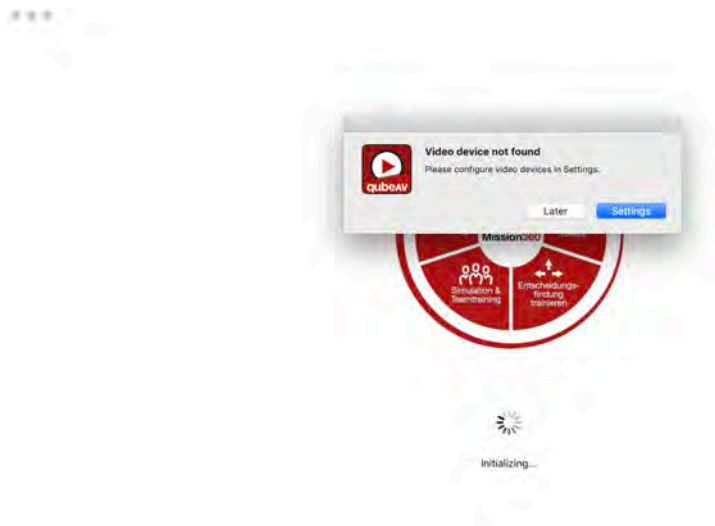 Video device not found
Please configure video devices in Settings.
qubeAV
Later
Settings
Mission360
Simulation &
Teamtraining
Entscheidungs-
findung
trainieren
Initializing...